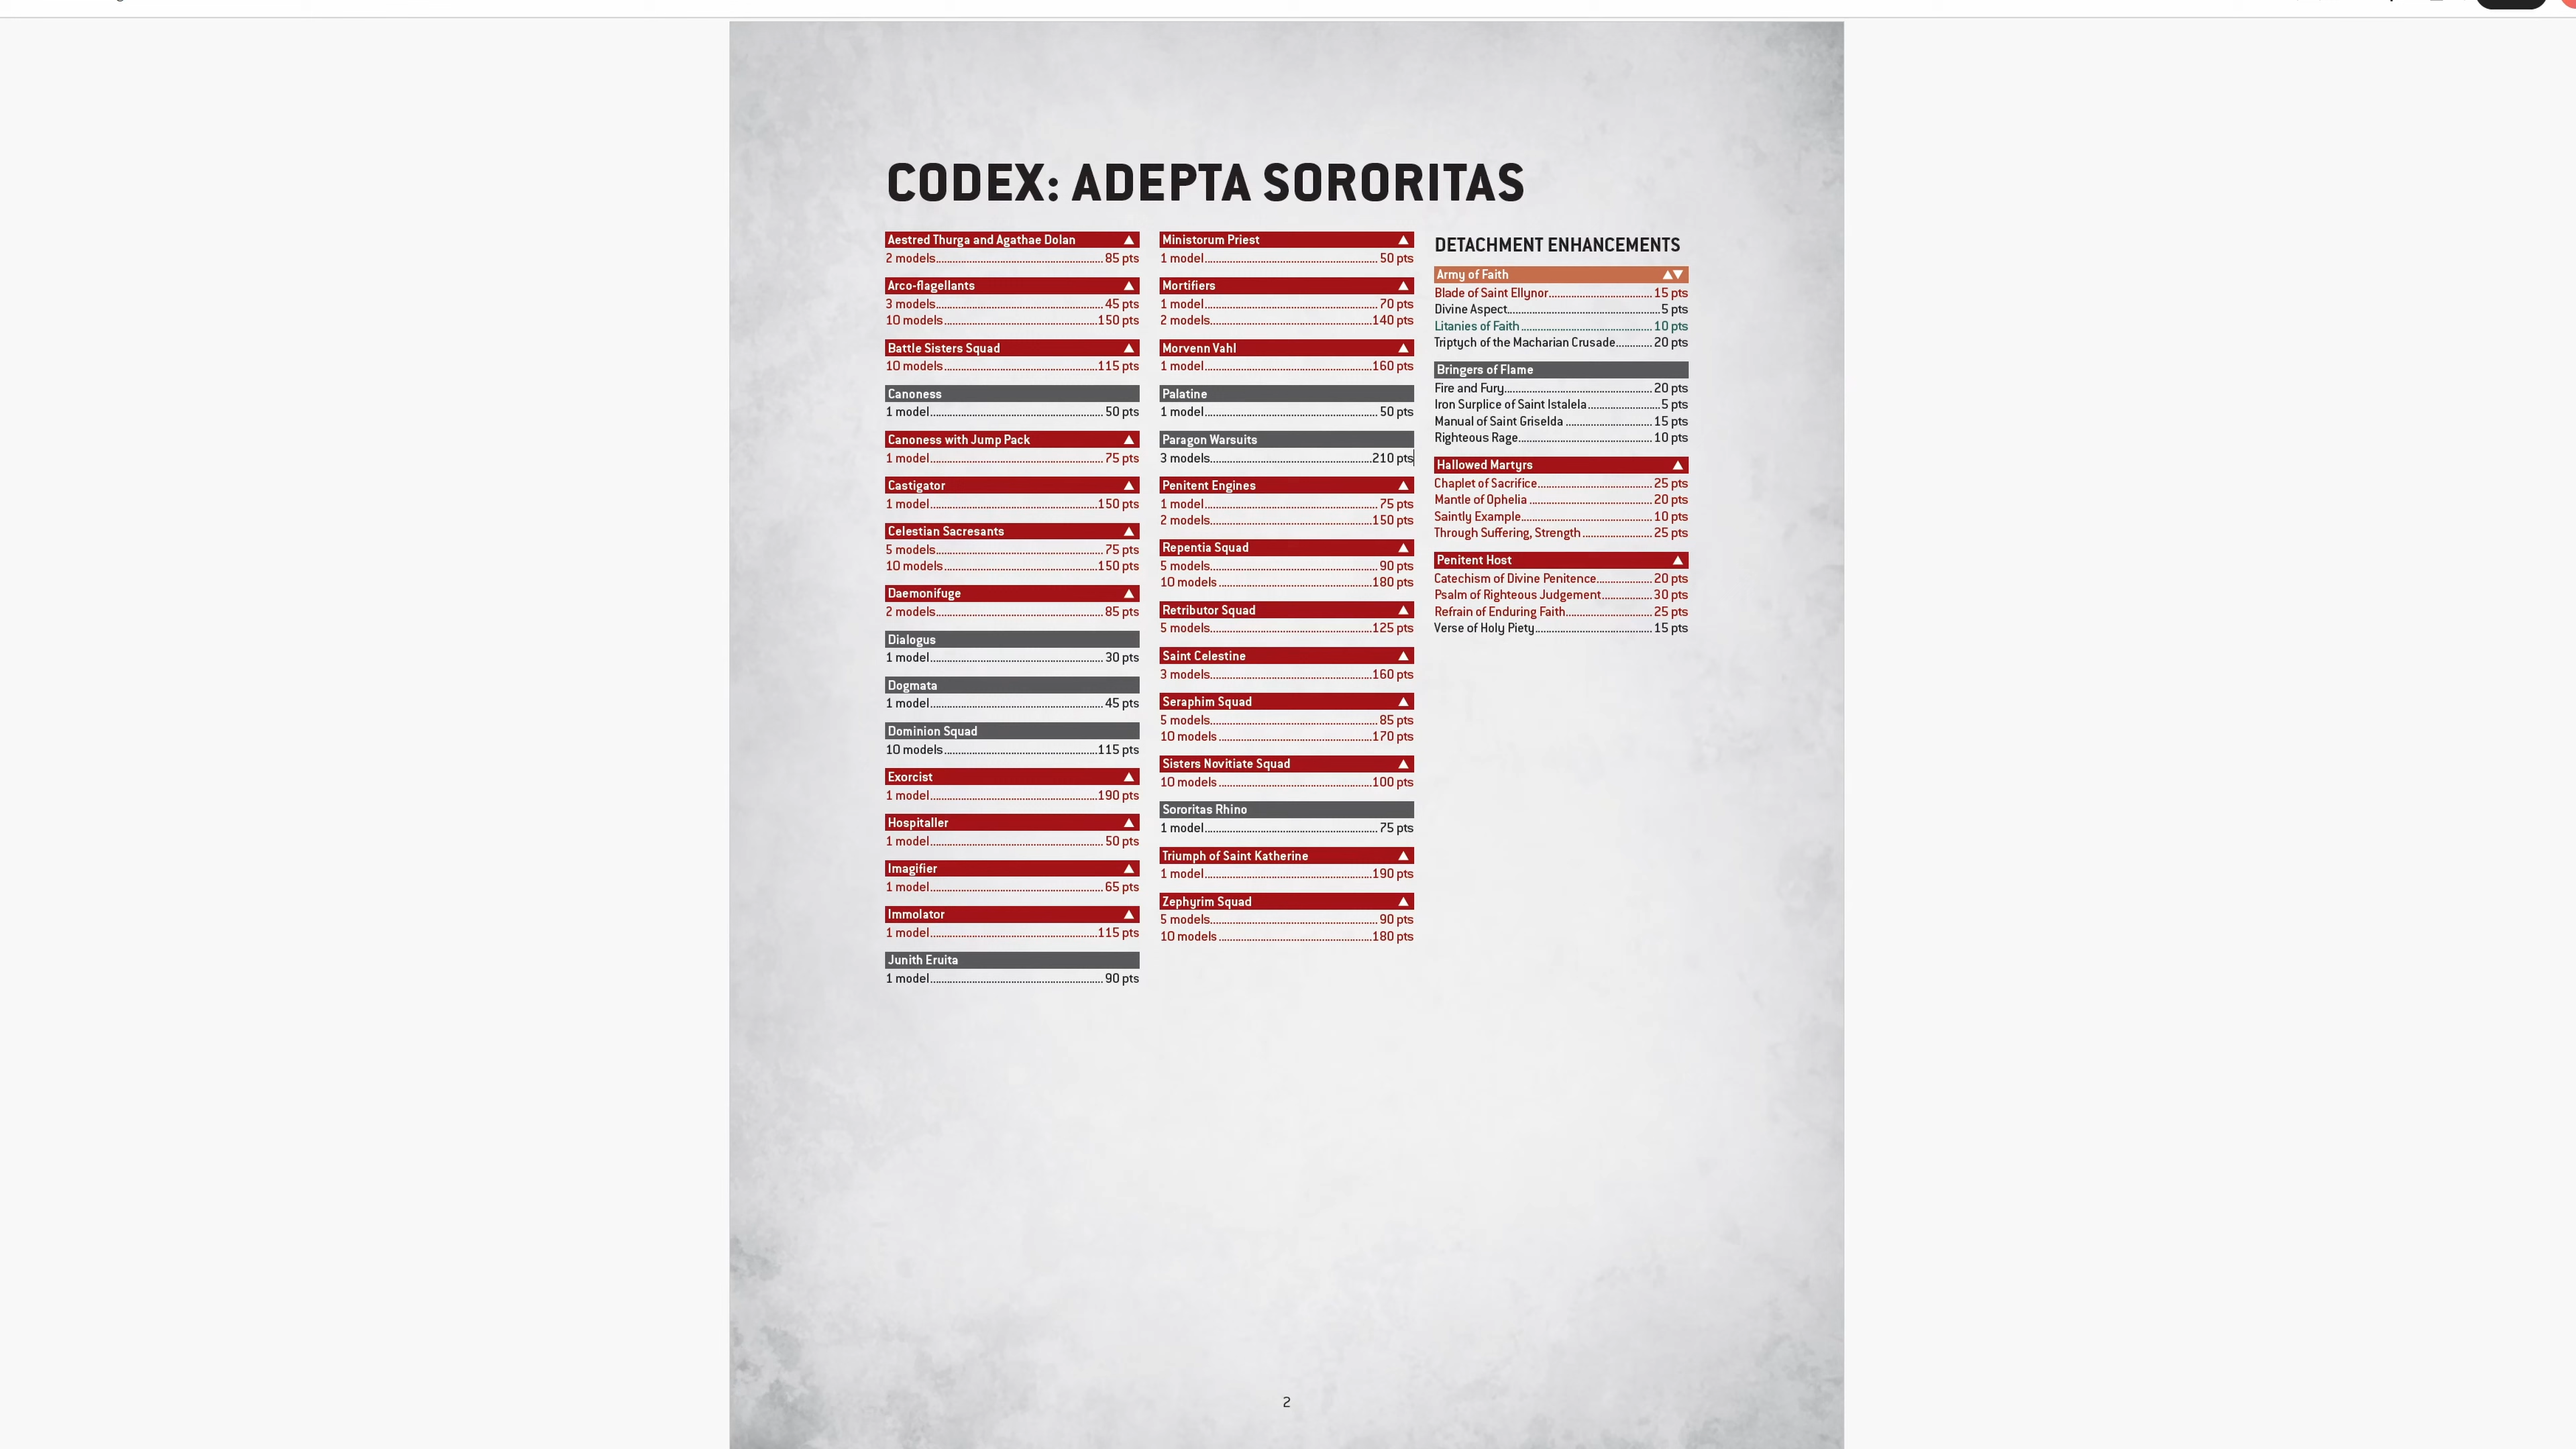 CODEX: ADEPTA SORORITAS
Aestred Thurga and Agathae Dolan ▲
2 models 85 pts
Arco-flagellants ▲
3 models 45 pts
10 models 150 pts
Battle Sisters Squad ▲
10 models 115 pts
Canoness
1 model 50 pts
Canoness with Jump Pack ▲
1 model 75 pts
Castigator ▲
1 model 150 pts
Celestian Sacresants ▲
5 models 75 pts
10 models 150 pts
Daemonifuge ▲
2 models 85 pts
Dialogus
1 model 30 pts
Dogmata
1 model 45 pts
Dominion Squad
10 models 115 pts
Exorcist ▲
1 model 190 pts
Hospitaller ▲
1 model 50 pts
Imagifier ▲
1 model 65 pts
Immolator ▲
1 model 115 pts
Junith Eruita
1 model 90 pts
Ministorum Priest ▲
1 model 50 pts
Mortifiers ▲
1 model 70 pts
2 models 140 pts
Morvenn Vahl ▲
1 model 160 pts
Palatine
1 model 50 pts
Paragon Warsuits
3 models 210 pts
Penitent Engines ▲
1 model 75 pts
2 models 150 pts
Repentia Squad ▲
5 models 90 pts
10 models 180 pts
Retributor Squad ▲
5 models 125 pts
Saint Celestine ▲
3 models 160 pts
Seraphim Squad ▲
5 models 85 pts
10 models 170 pts
Sisters Novitiate Squad ▲
10 models 100 pts
Sororitas Rhino
1 model 75 pts
Triumph of Saint Katherine ▲
1 model 190 pts
Zephyrim Squad ▲
5 models 90 pts
10 models 180 pts
DETACHMENT ENHANCEMENTS
Army of Faith ▲▼
Blade of Saint Ellynor 15 pts
Divine Aspect 5 pts
Litanies of Faith 10 pts
Triptych of the Macharian Crusade 20 pts
Bringers of Flame
Fire and Fury 20 pts
Iron Surplice of Saint Istalela 5 pts
Manual of Saint Griselda 15 pts
Righteous Rage 10 pts
Hallowed Martyrs ▲
Chaplet of Sacrifice 25 pts
Mantle of Ophelia 20 pts
Saintly Example 10 pts
Through Suffering, Strength 25 pts
Penitent Host ▲
Catechism of Divine Penitence 20 pts
Psalm of Righteous Judgement 30 pts
Refrain of Enduring Faith 25 pts
Verse of Holy Piety 15 pts
2